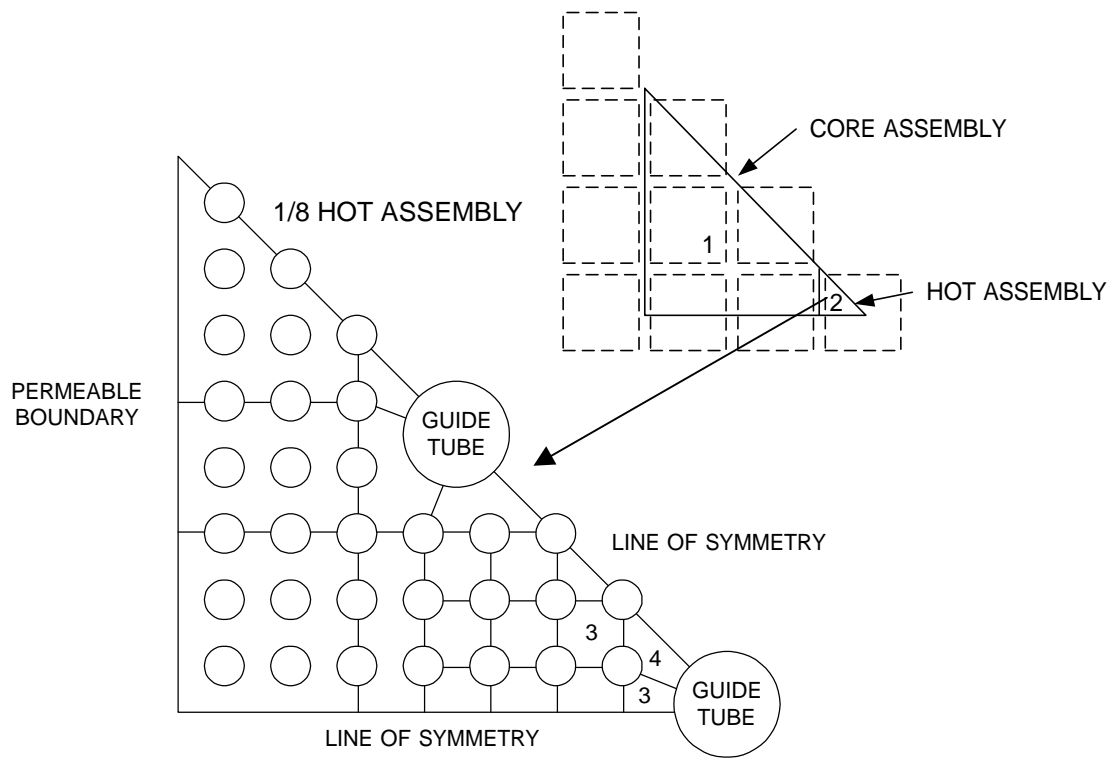 CORE ASSEMBLY
1/8 HOT ASSEMBLY
1
HOT ASSEMBLY
2
PERMEABLE
BOUNDARY
GUIDE
TUBE
LINE OF SYMMETRY
3
4
3
GUIDE
TUBE
LINE OF SYMMETRY